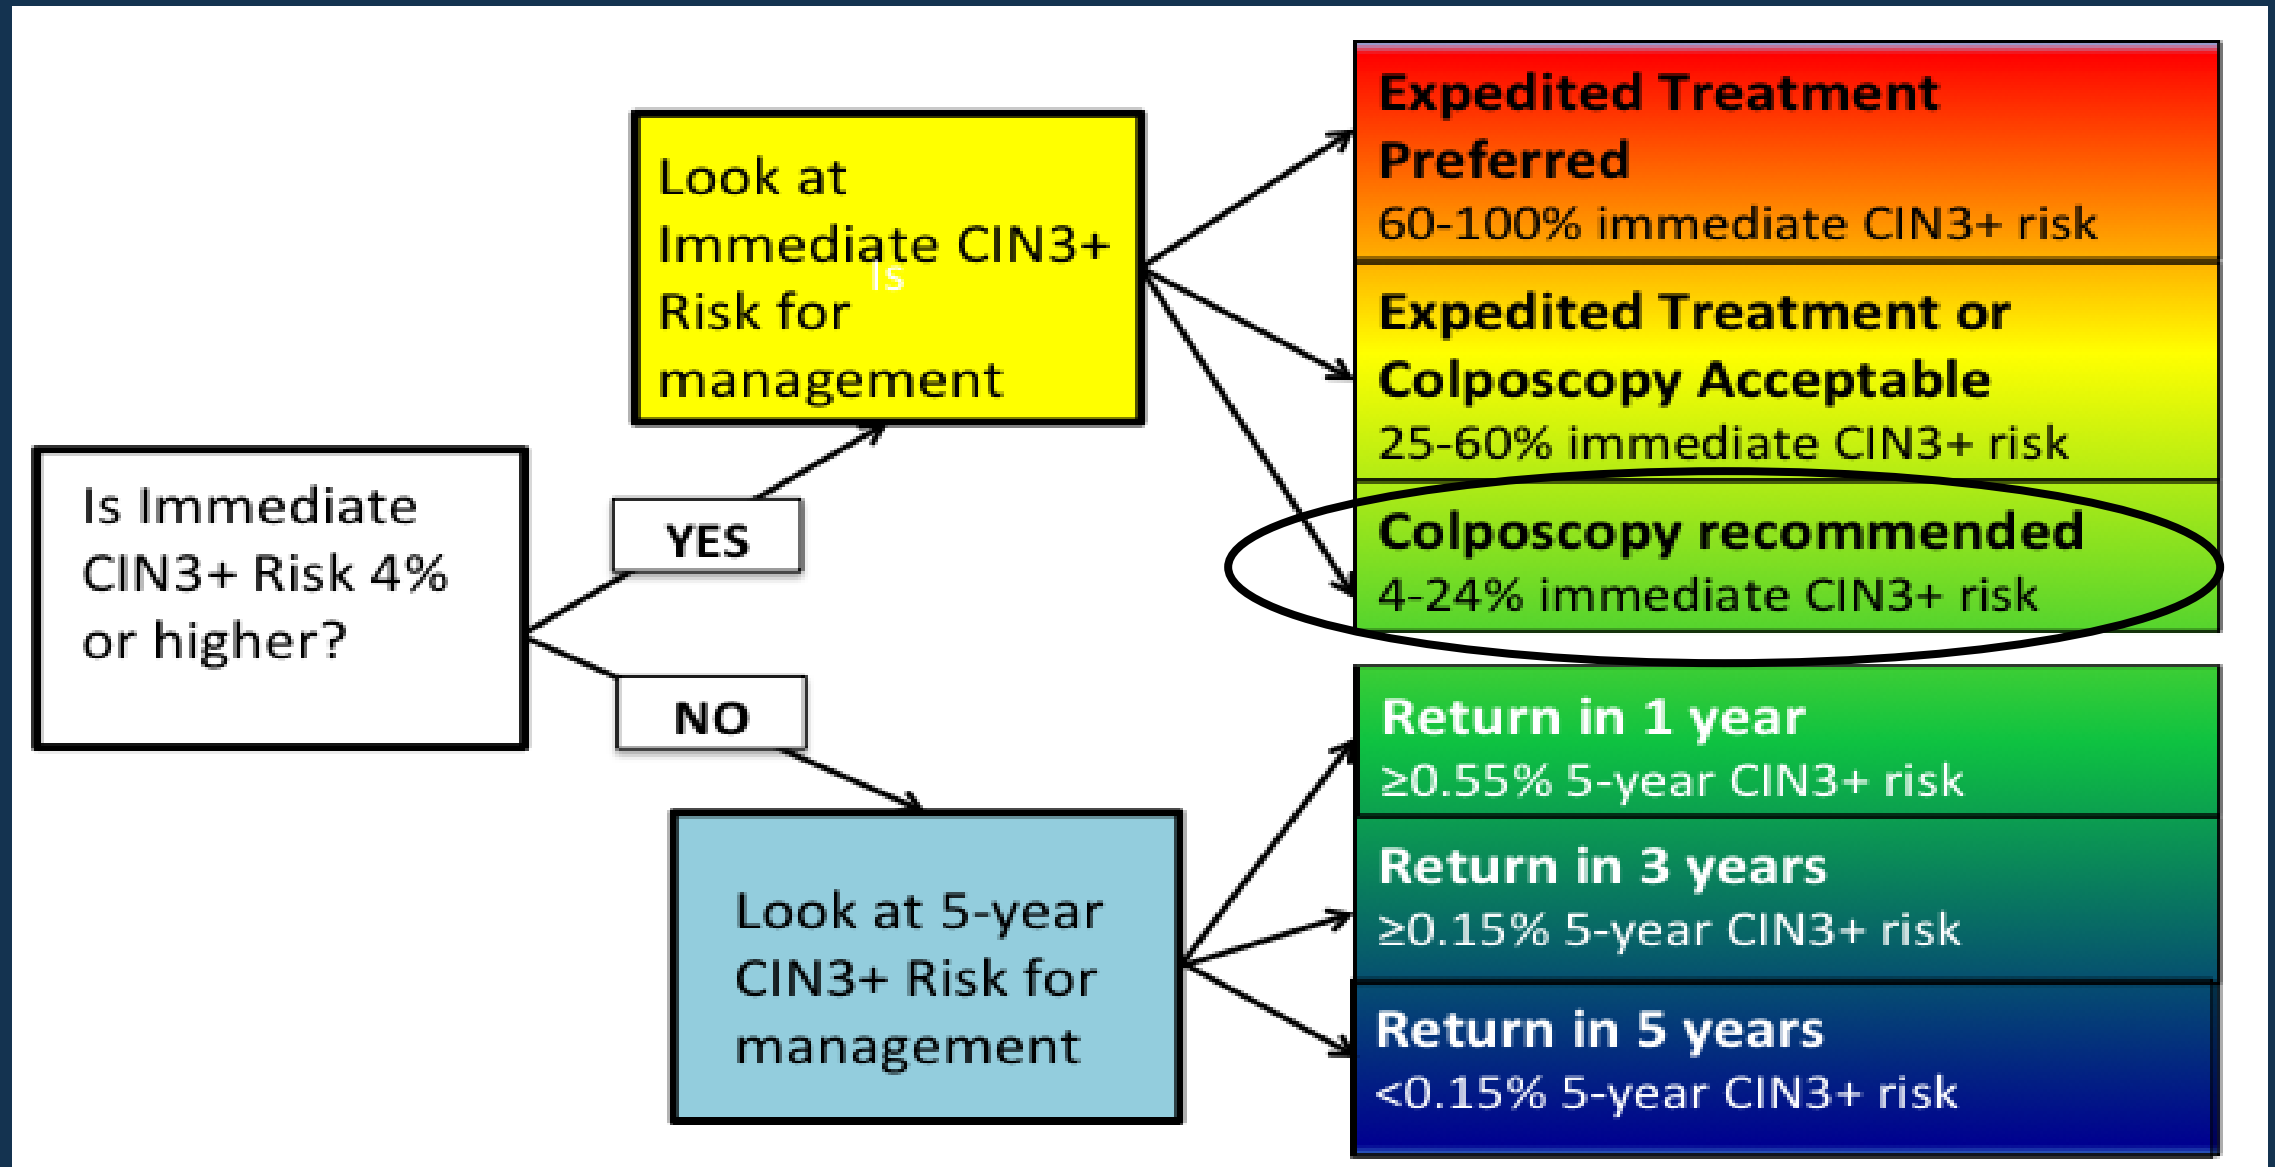 Is Immediate
CIN3+ Risk 4%
or higher?
YES
NO
Look at
Immediate CIN3+
Is
Risk for
management
Look at 5-year
CIN3+ Risk for
management
Expedited Treatment
Preferred
60-100% immediate CIN3+ risk
Expedited Treatment or
Colposcopy Acceptable
25-60% immediate CIN3+ risk
Colposcopy recommended
4-24% immediate CIN3+ risk
Return in 1 year
≥0.55% 5-year CIN3+ risk
Return in 3 years
≥0.15% 5-year CIN3+ risk
Return in 5 years
<0.15% 5-year CIN3+ risk